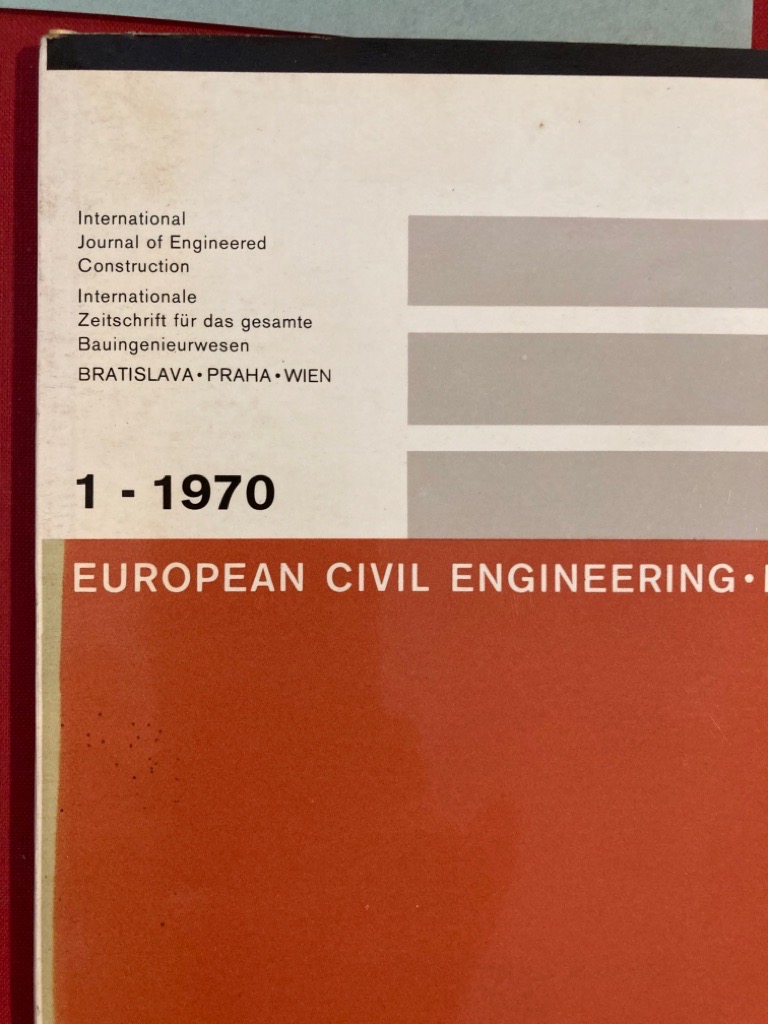 International
Journal of Engineered
Construction
Internationale
Zeitschrift für das gesamte
Bauingenieurwesen
BRATISLAVA • PRAHA • WIEN
1 - 1970
EUROPEAN CIVIL ENGINEERING •